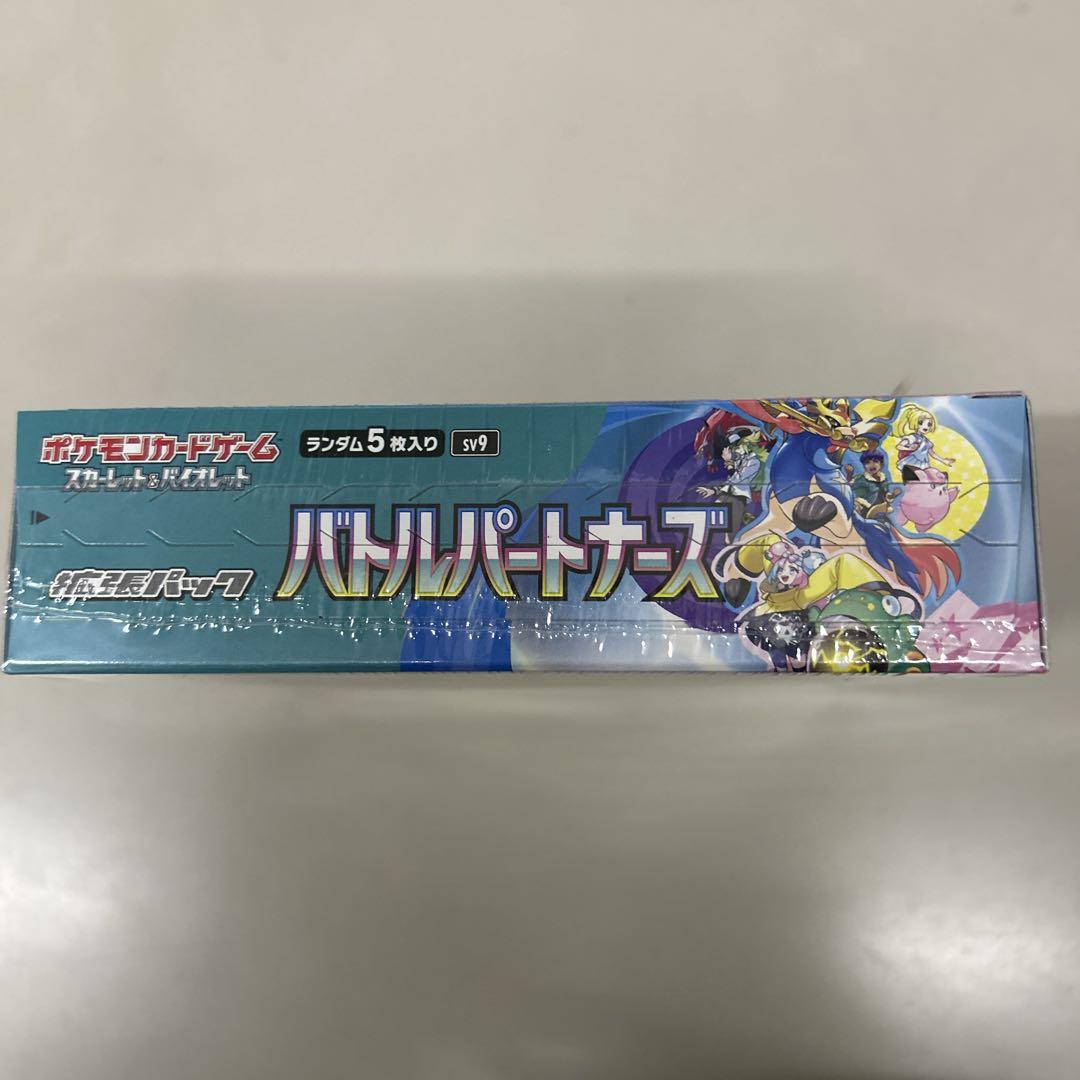 ポケモンカードゲーム
スカーレット&バイオレット
ランダム5枚入り
SV9
拡張パック
バトルパートナーズ